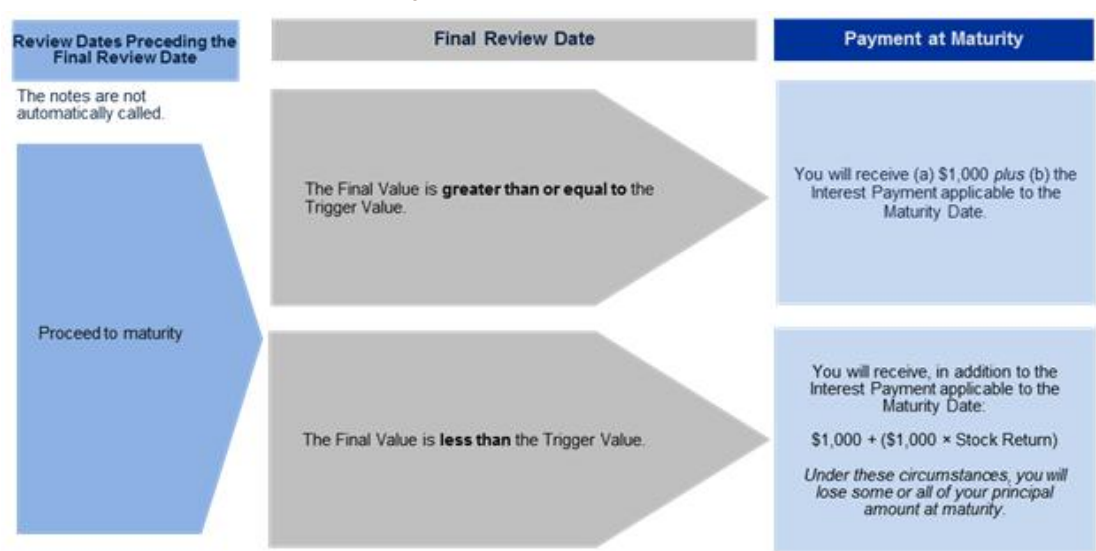 Review Dates Preceding the
Final Review Date
Final Review Date
Payment at Maturity
The notes are not
automatically called.
Proceed to maturity
The Final Value is greater than or equal to the
Trigger Value.
You will receive (a) $1,000 plus (b) the
Interest Payment applicable to the
Maturity Date.
The Final Value is less than the Trigger Value.
You will receive, in addition to the
Interest Payment applicable to the
Maturity Date:
$1,000 + ($1,000 × Stock Return)
Under these circumstances, you will
lose some or all of your principal
amount at maturity.